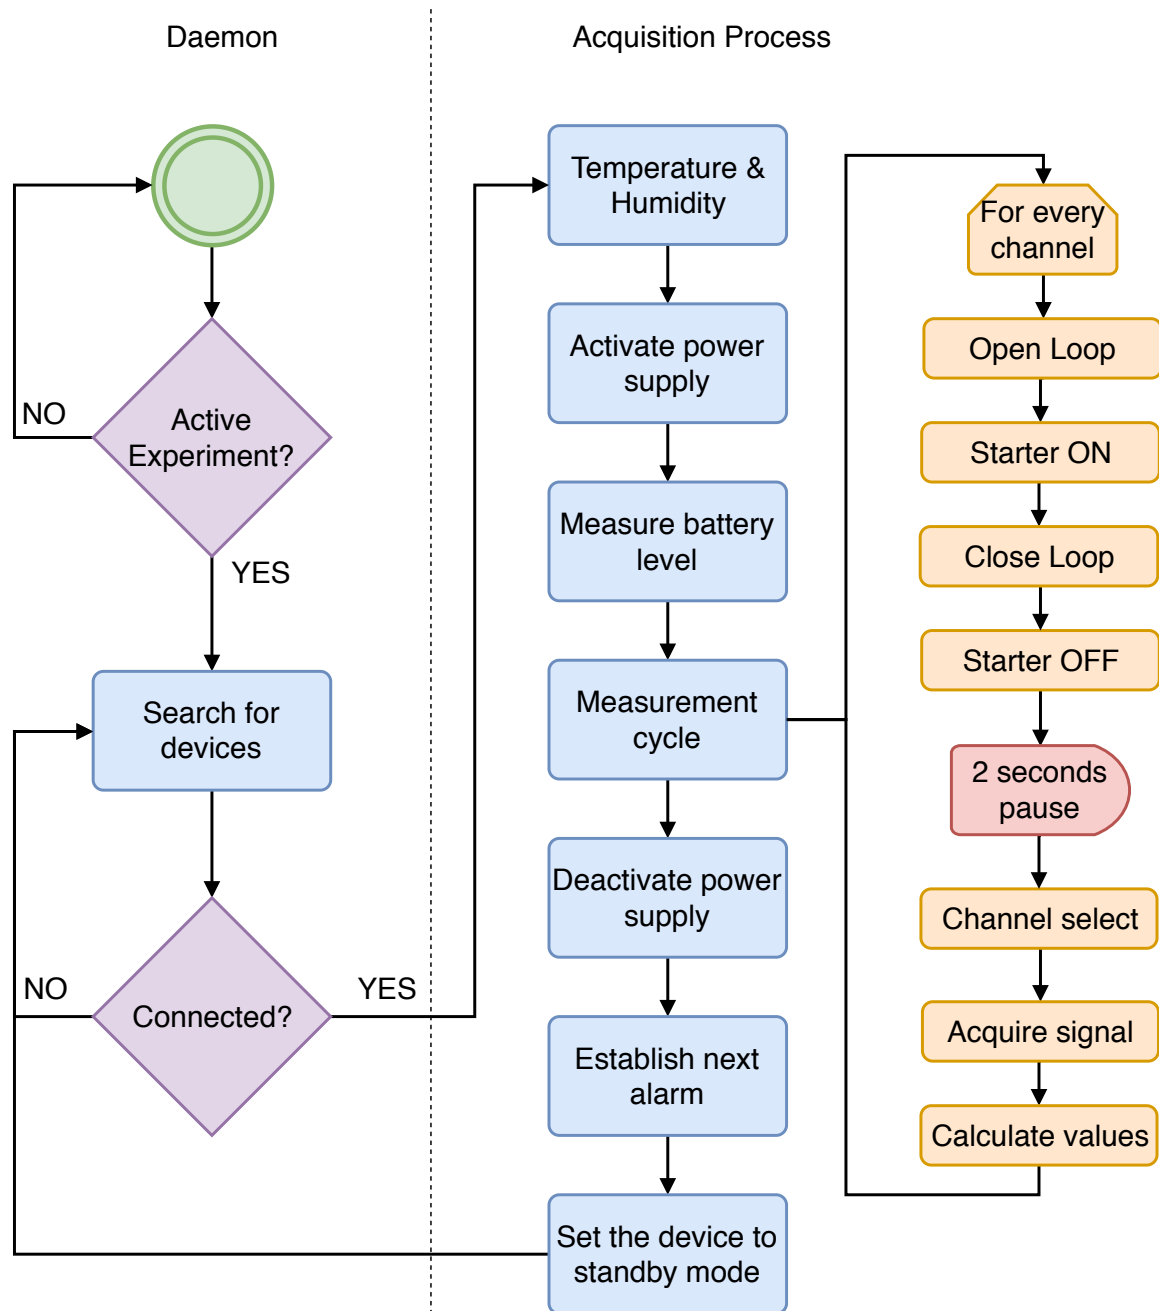 Daemon
Acquisition Process
Active
Experiment?
NO
YES
Search for
devices
Connected?
NO
YES
Temperature &
Humidity
Activate power
supply
Measure battery
level
Measurement
cycle
Deactivate power
supply
Establish next
alarm
Set the device to
standby mode
For every
channel
Open Loop
Starter ON
Close Loop
Starter OFF
2 seconds
pause
Channel select
Acquire signal
Calculate values